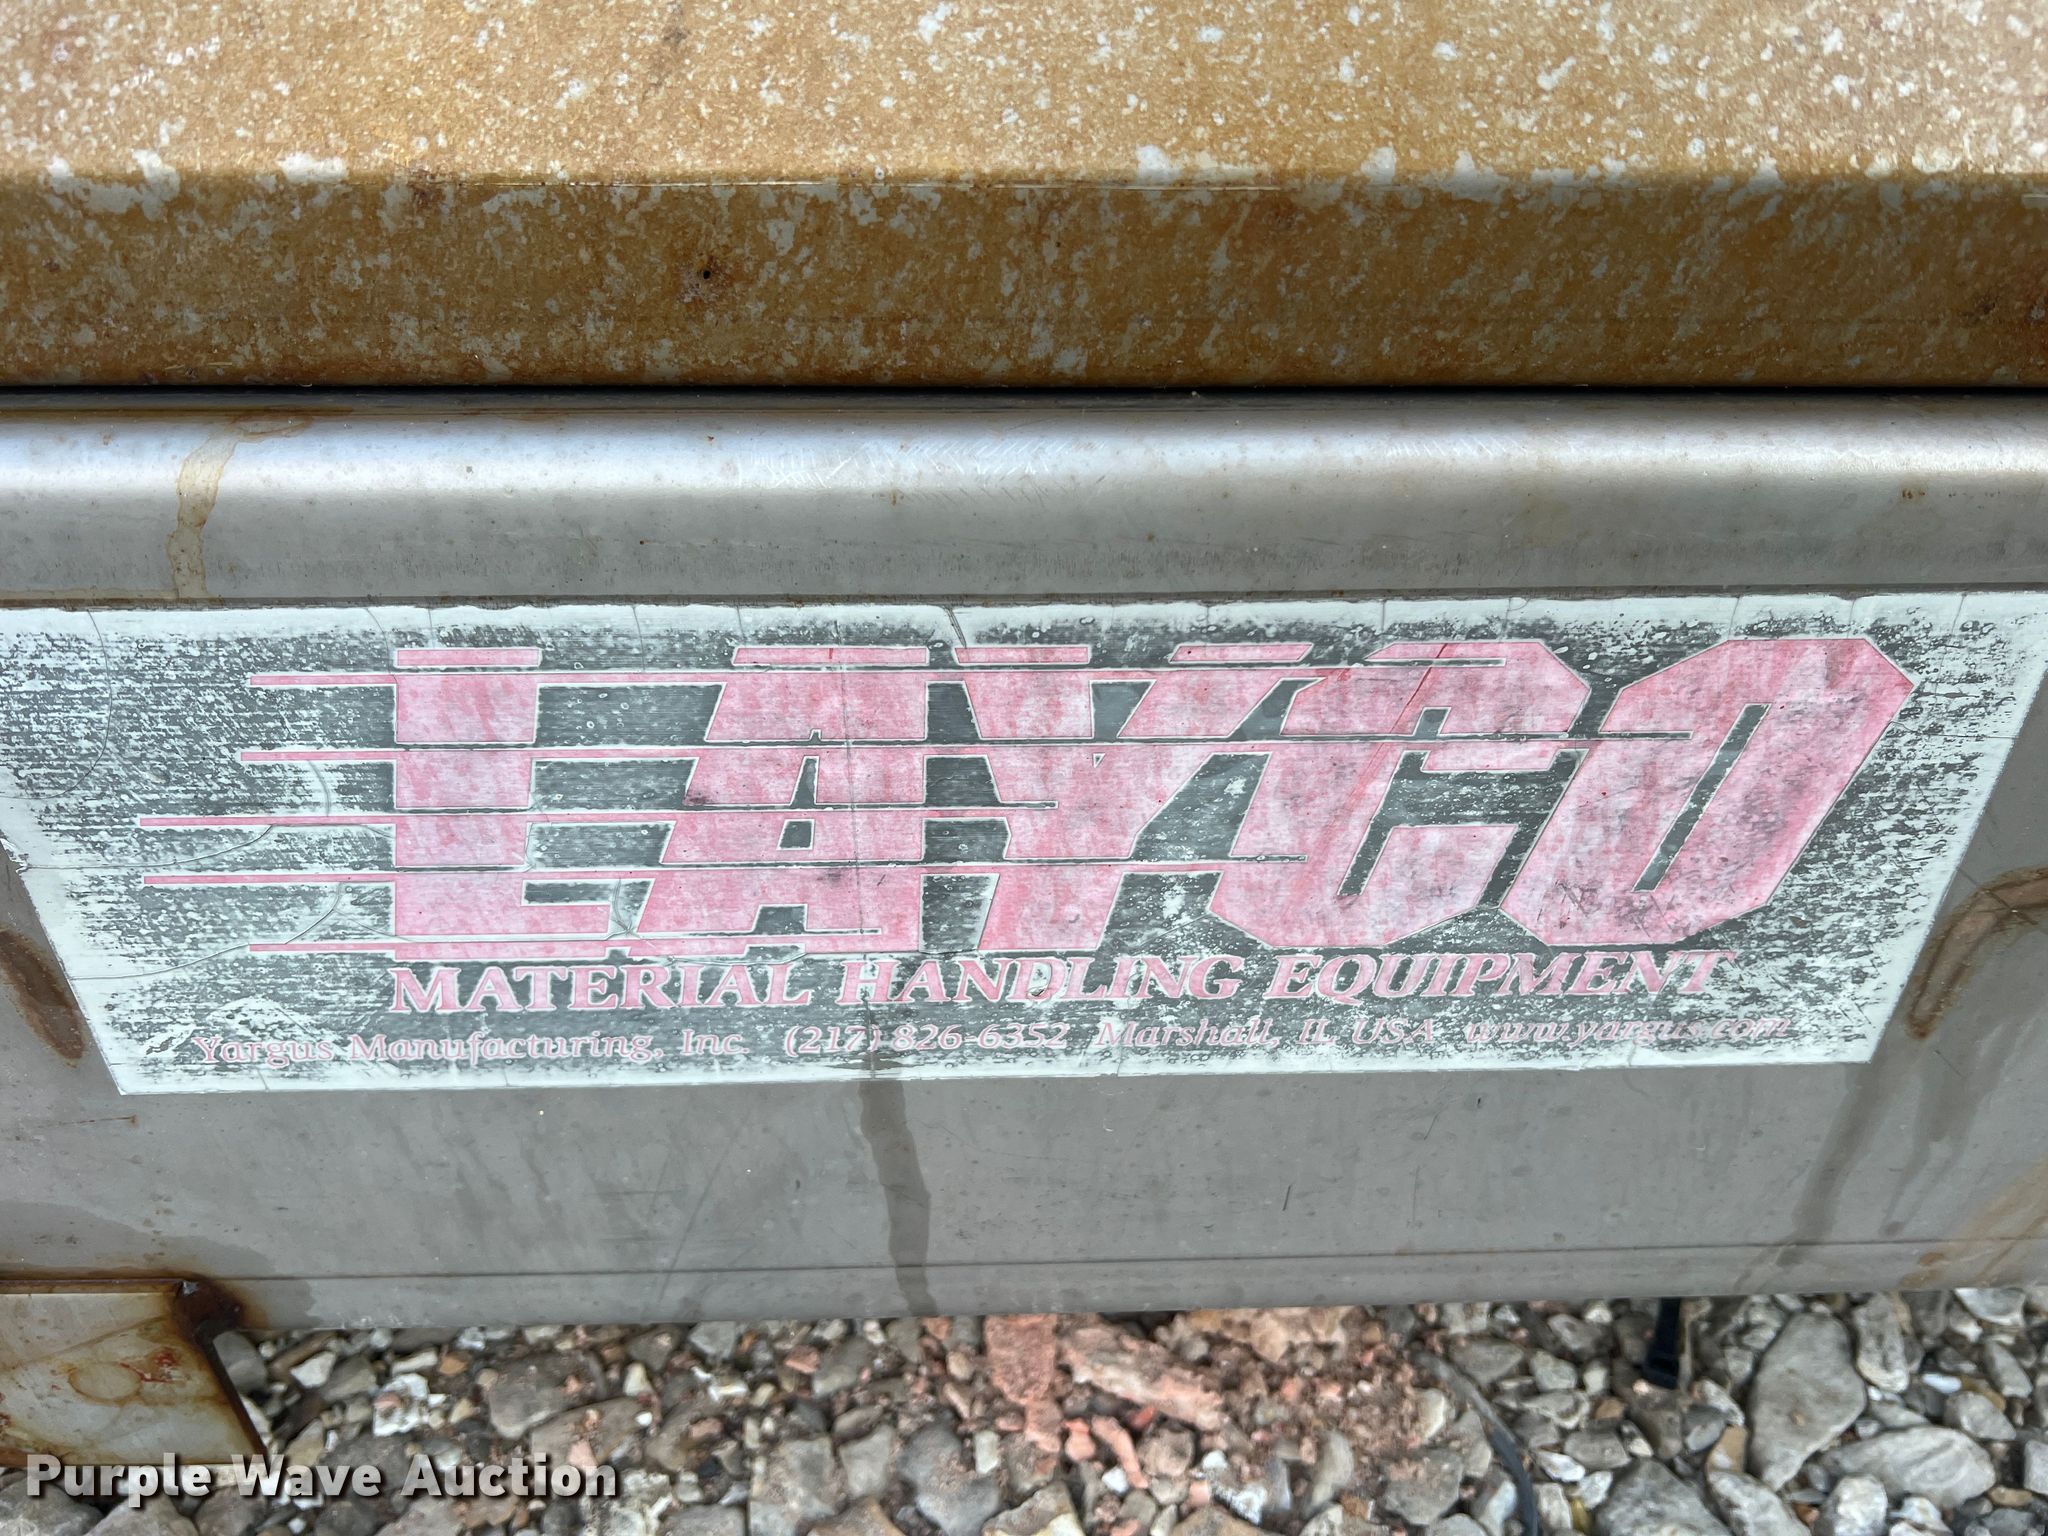 LAYCO
MATERIAL HANDLING EQUIPMENT
Yargus Manufacturing, Inc. (217) 826-6352 Marshall, IL USA www.yargus.com
Purple Wave Auction